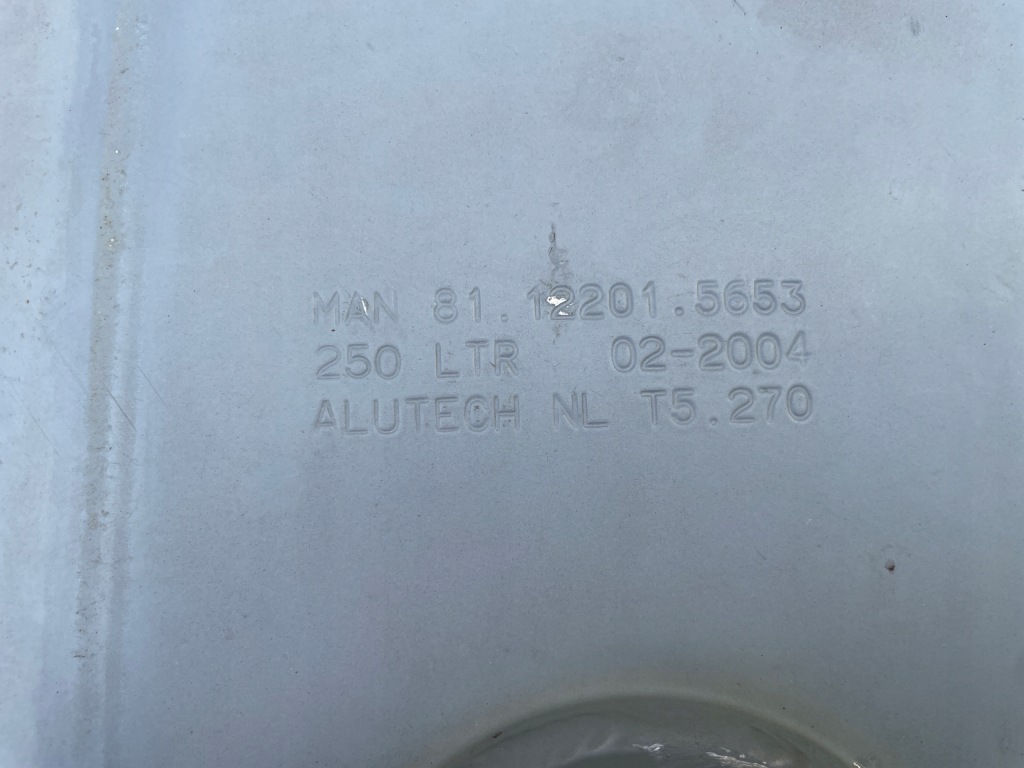 MAN 81.12201.5653
250 LTR 02-2004
ALUTECH NL T5.270